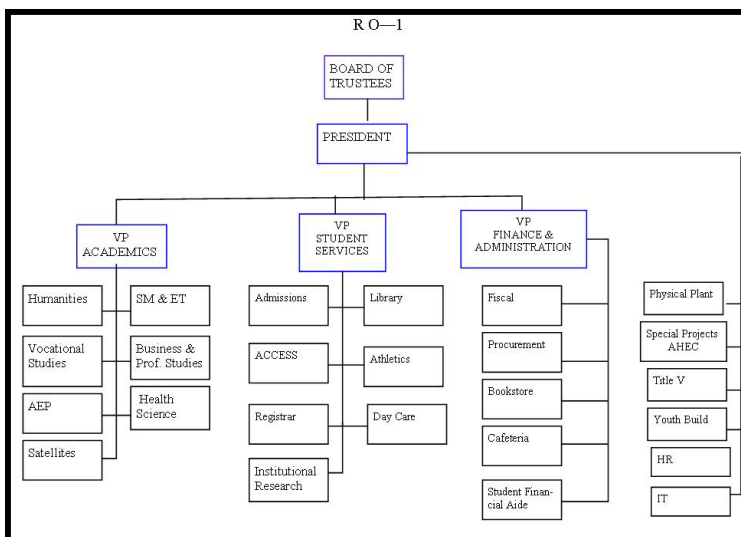 R O—1
BOARD OF
TRUSTEES
PRESIDENT
VP
ACADEMICS
VP
STUDENT
SERVICES
VP
FINANCE &
ADMINISTRATION
Humanities
SM & ET
Vocational
Studies
Business &
Prof. Studies
AEP
Health
Science
Satellites
Admissions
Library
ACCESS
Athletics
Registrar
Day Care
Institutional
Research
Fiscal
Procurement
Bookstore
Cafeteria
Student Finan-
cial Aide
Physical Plant
Special Projects
AHEC
Title V
Youth Build
HR
IT